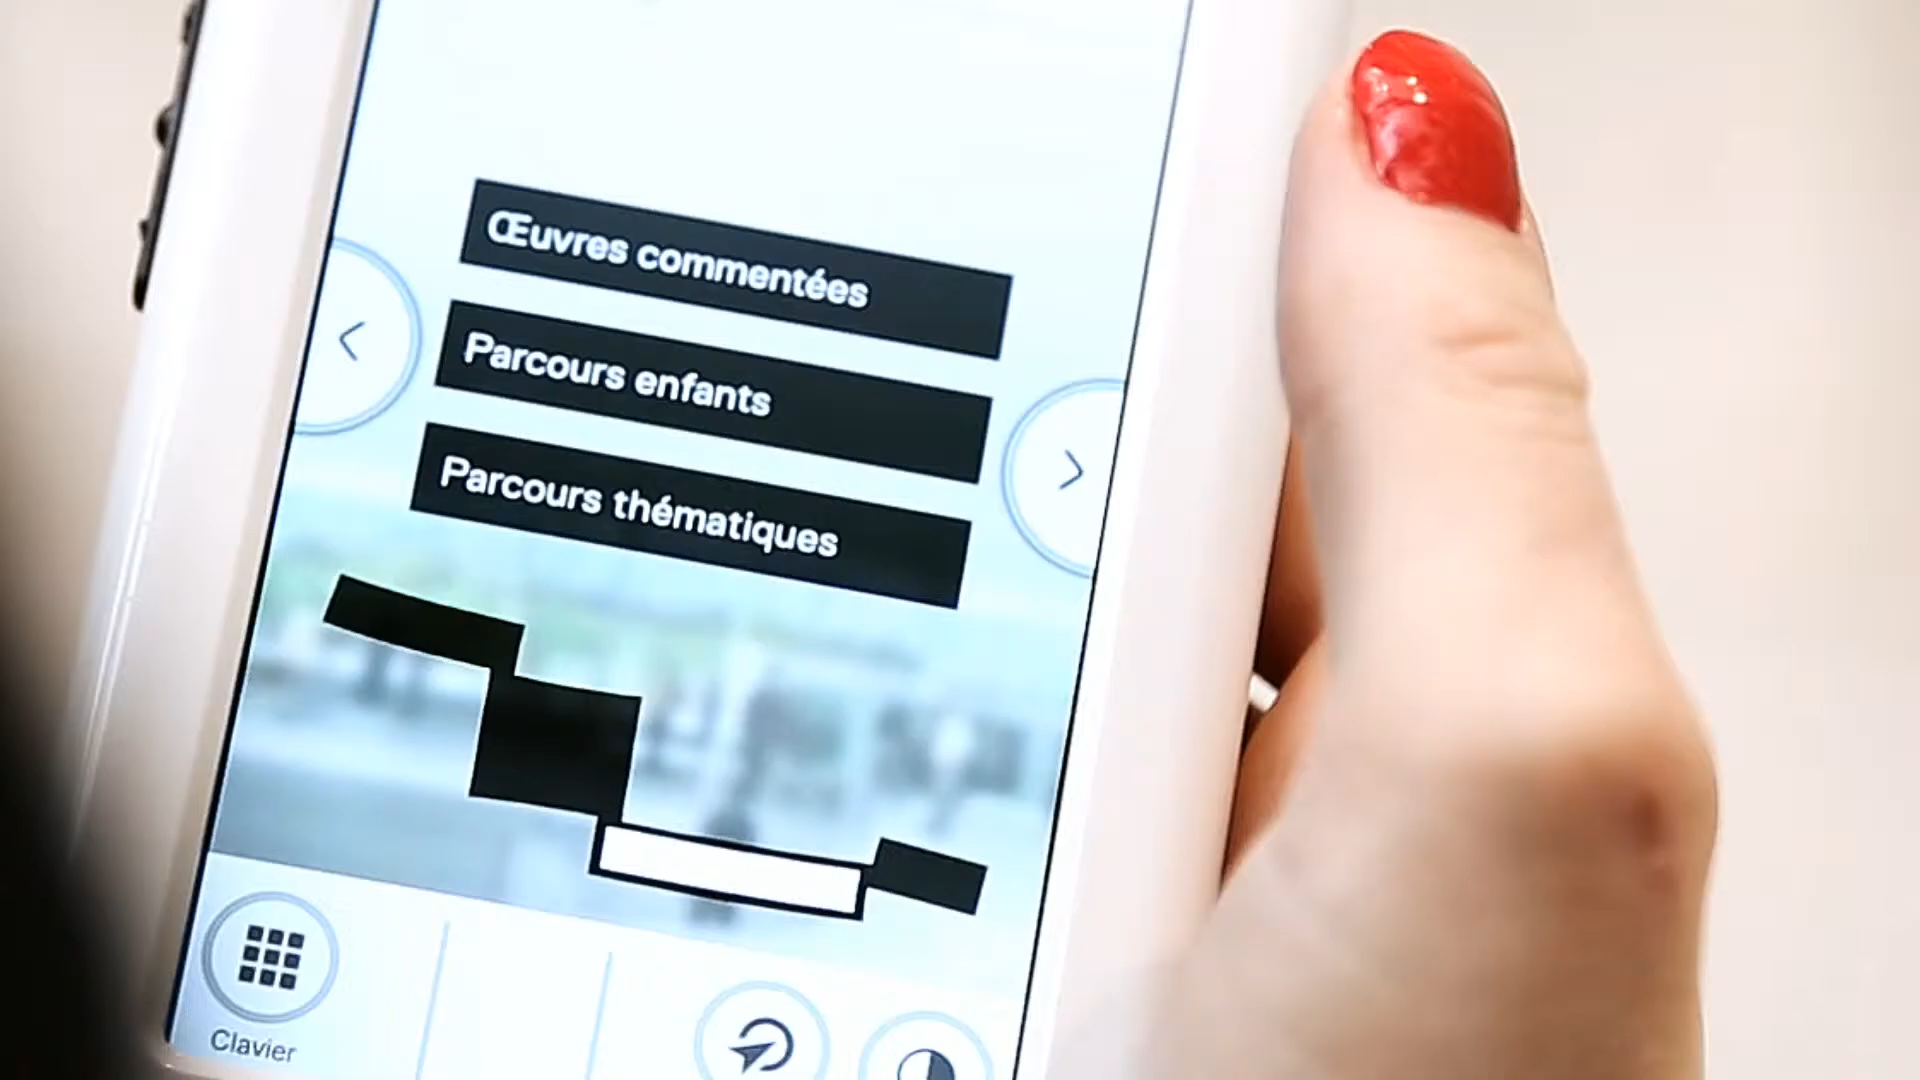 Œuvres commentées
Parcours enfants
Parcours thématiques
Clavier